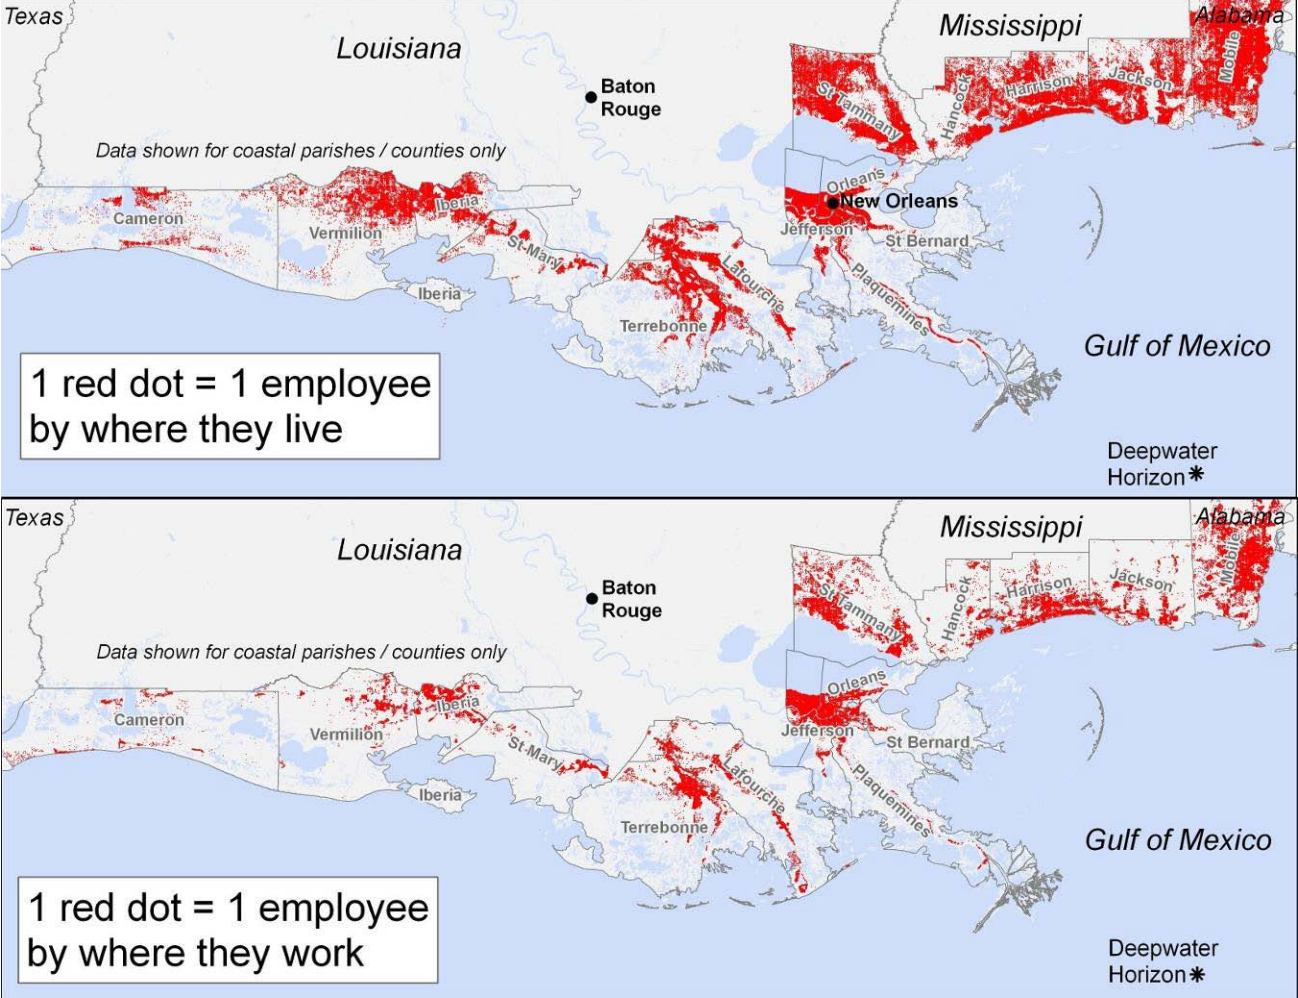 Texas
Louisiana
Mississippi
Alabama
Mobile
Jackson
Harrison
Hancock
St Tammany
Baton
Rouge
Data shown for coastal parishes / counties only
Orleans
New Orleans
Jefferson
St Bernard
Cameron
Vermilion
Iberia
St-Mary
Iberia
Lafourche
Plaquemines
Terrebonne
Gulf of Mexico
1 red dot = 1 employee
by where they live
Deepwater
Horizon
Texas
Louisiana
Mississippi
Alabama
Mobile
Jackson
Harrison
Hancock
St Tammany
Baton
Rouge
Data shown for coastal parishes / counties only
Orleans
Jefferson
St Bernard
Cameron
Vermilion
Iberia
St-Mary
Iberia
Lafourche
Plaquemines
Terrebonne
Gulf of Mexico
1 red dot = 1 employee
by where they work
Deepwater
Horizon